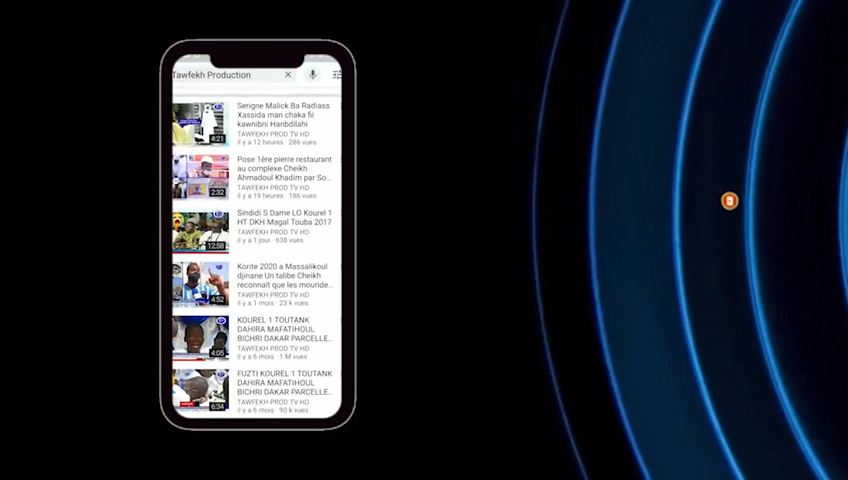 Tawfekh Production
Serigne Malick Ba Radiass
Xassida man chaka fii
kawnibni Hanbdilahi
TAWFEKH PROD TV HD
il y a 12 heures · 286 vues
4:21
Pose 1ère pierre restaurant
au complexe Cheikh
Ahmadoul Khadim par So...
TAWFEKH PROD TV HD
il y a 19 heures · 186 vues
2:32
Sindidi S Dame LO Kourel 1
HT DKH Magal Touba 2017
TAWFEKH PROD TV HD
il y a 1 jour · 638 vues
12:58
Korite 2020 a Massalikoul
djinane Un talibe Cheikh
reconnaît que les mouride...
TAWFEKH PROD TV HD
il y a 1 mois · 23 k vues
4:52
KOUREL 1 TOUTANK
DAHIRA MAFATIHOUL
BICHRI DAKAR PARCELLE...
TAWFEKH PROD TV HD
il y a 6 mois · 1 M vues
4:05
FUZTI KOUREL 1 TOUTANK
DAHIRA MAFATIHOUL
BICHRI DAKAR PARCELLE...
TAWFEKH PROD TV HD
il y a 6 mois · 90 k vues
6:34